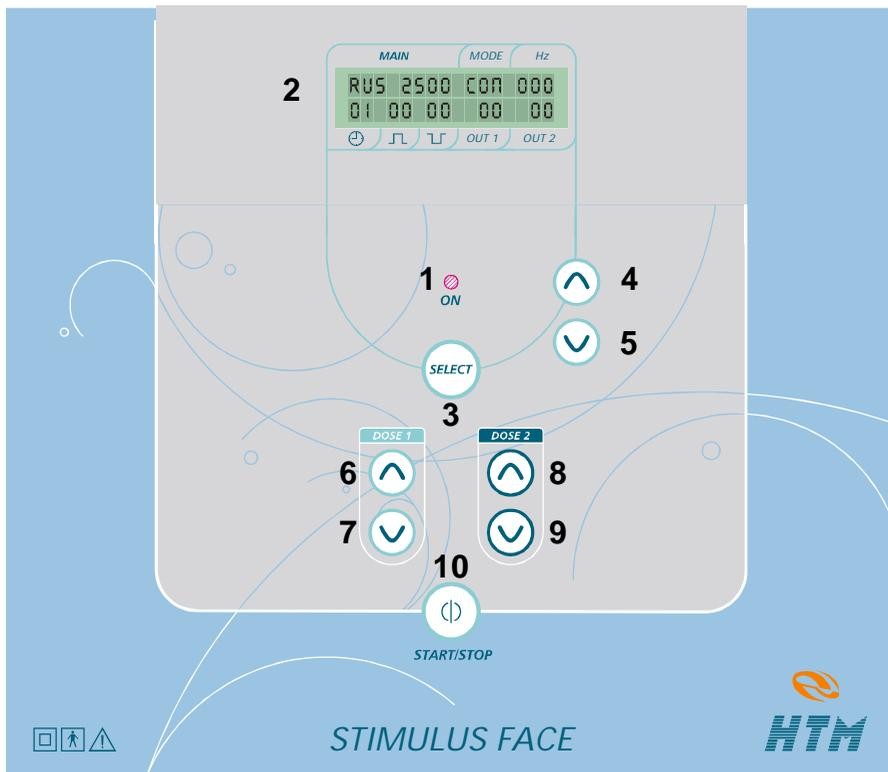 MAIN MODE Hz
2
RUS 2500 CON 000
01 00 00 00 00
OUT 1 OUT 2
1
ON
4
5
SELECT
3
DOSE 1 DOSE 2
6 8
7 9
10
START/STOP
STIMULUS FACE
HTM